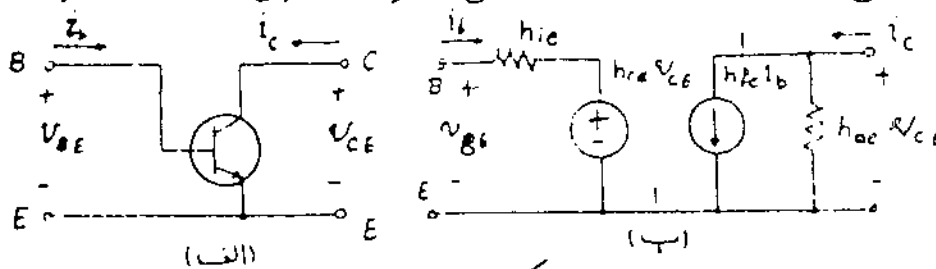 i_b i_c i_b h_ie i_c
B C B + h_re v_CE h_fe i_b +
+ + +
v_BE v_CE v_BE - h_oe v_CE
- - - -
E E E
(الف) (ب)